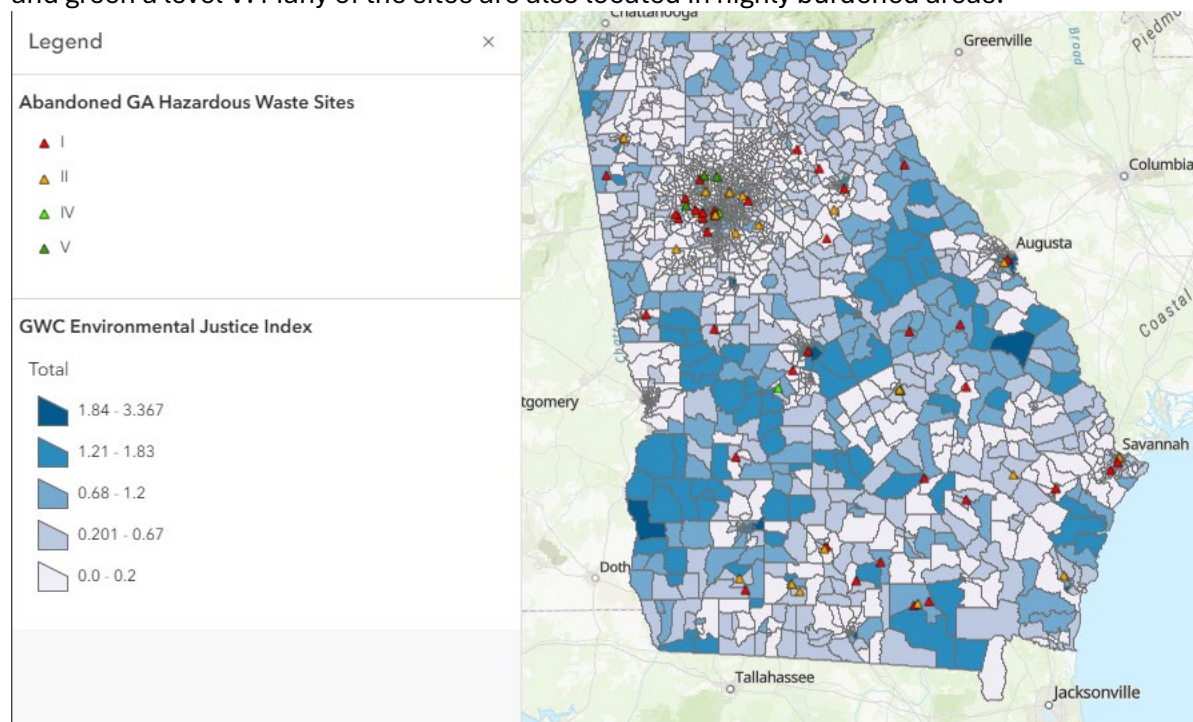 and green a level V. Many of the sites are also located in highly burdened areas.
Legend
×
Abandoned GA Hazardous Waste Sites
I
II
IV
V
GWC Environmental Justice Index
Total
1.84 - 3.367
1.21 - 1.83
0.68 - 1.2
0.201 - 0.67
0.0 - 0.2
Chattanooga
Greenville
Broad
Piedmo
Columbia
Augusta
Coastal
tgomery
Savannah
Doth
Tallahassee
Jacksonville